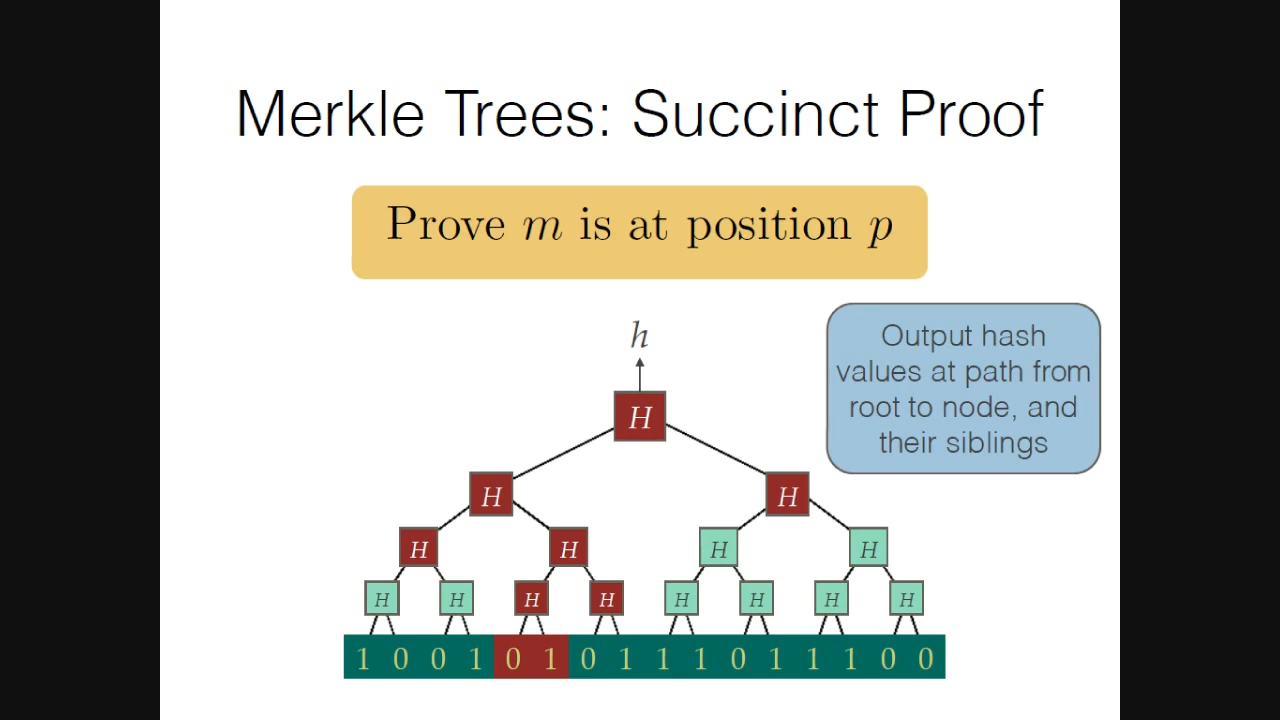 Merkle Trees: Succinct Proof
Prove m is at position p
h
Output hash
values at path from
root to node, and
their siblings
H
H H
H H H H
H H H H H H H H
1 0 0 1 0 1 0 1 1 1 0 1 1 1 0 0